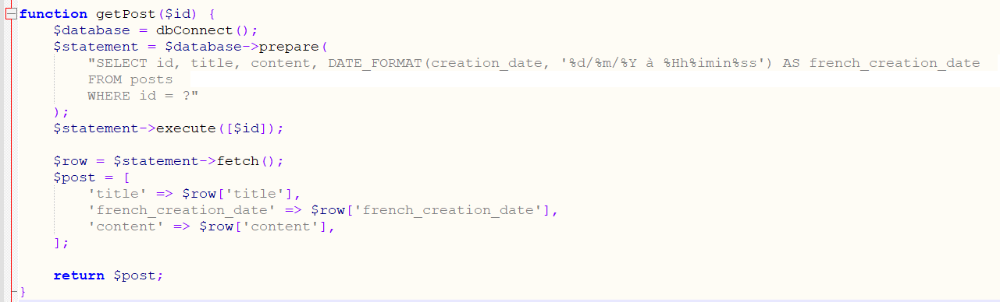 function getPost($id) {
    $database = dbConnect();
    $statement = $database->prepare(
        "SELECT id, title, content, DATE_FORMAT(creation_date, '%d/%m/%Y à %Hh%imin%ss') AS french_creation_date
        FROM posts
        WHERE id = ?"
    );
    $statement->execute([$id]);

    $row = $statement->fetch();
    $post = [
        'title' => $row['title'],
        'french_creation_date' => $row['french_creation_date'],
        'content' => $row['content'],
    ];

    return $post;
}